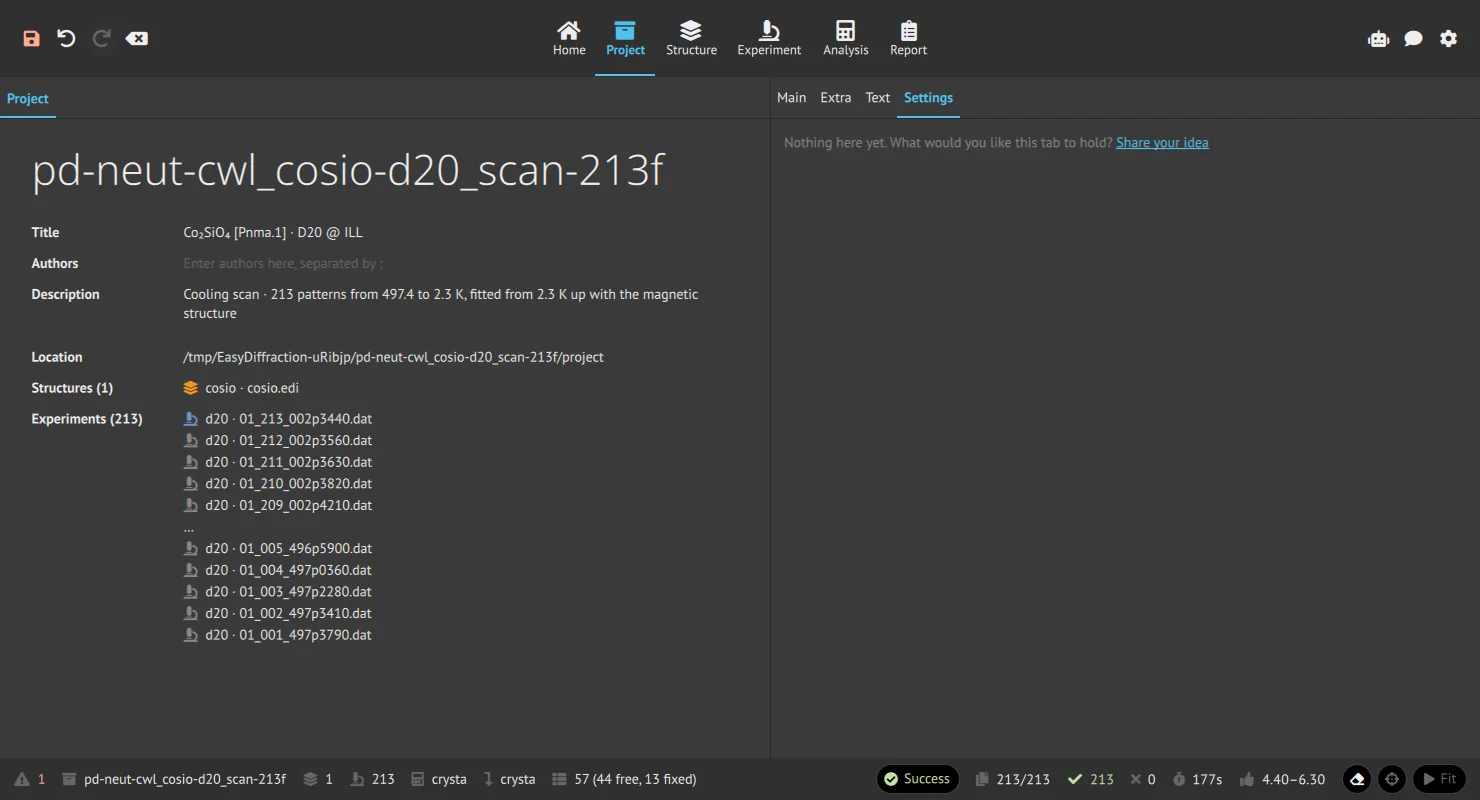 Home
Project
Structure
Experiment
Analysis
Report
Project
Main Extra Text Settings
pd-neut-cwl_cosio-d20_scan-213f
Nothing here yet. What would you like this tab to hold? Share your idea
Title Co₂SiO₄ [Pnma.1] · D20 @ ILL
Authors Enter authors here, separated by ;
Description Cooling scan · 213 patterns from 497.4 to 2.3 K, fitted from 2.3 K up with the magnetic
structure
Location /tmp/EasyDiffraction-uRibjp/pd-neut-cwl_cosio-d20_scan-213f/project
Structures (1) cosio · cosio.edi
Experiments (213) d20 · 01_213_002p3440.dat
d20 · 01_212_002p3560.dat
d20 · 01_211_002p3630.dat
d20 · 01_210_002p3820.dat
d20 · 01_209_002p4210.dat
...
d20 · 01_005_496p5900.dat
d20 · 01_004_497p0360.dat
d20 · 01_003_497p2280.dat
d20 · 01_002_497p3410.dat
d20 · 01_001_497p3790.dat
1 pd-neut-cwl_cosio-d20_scan-213f 1 213 crysta crysta 57 (44 free, 13 fixed) Success 213/213 213 0 177s 4.40–6.30 Fit